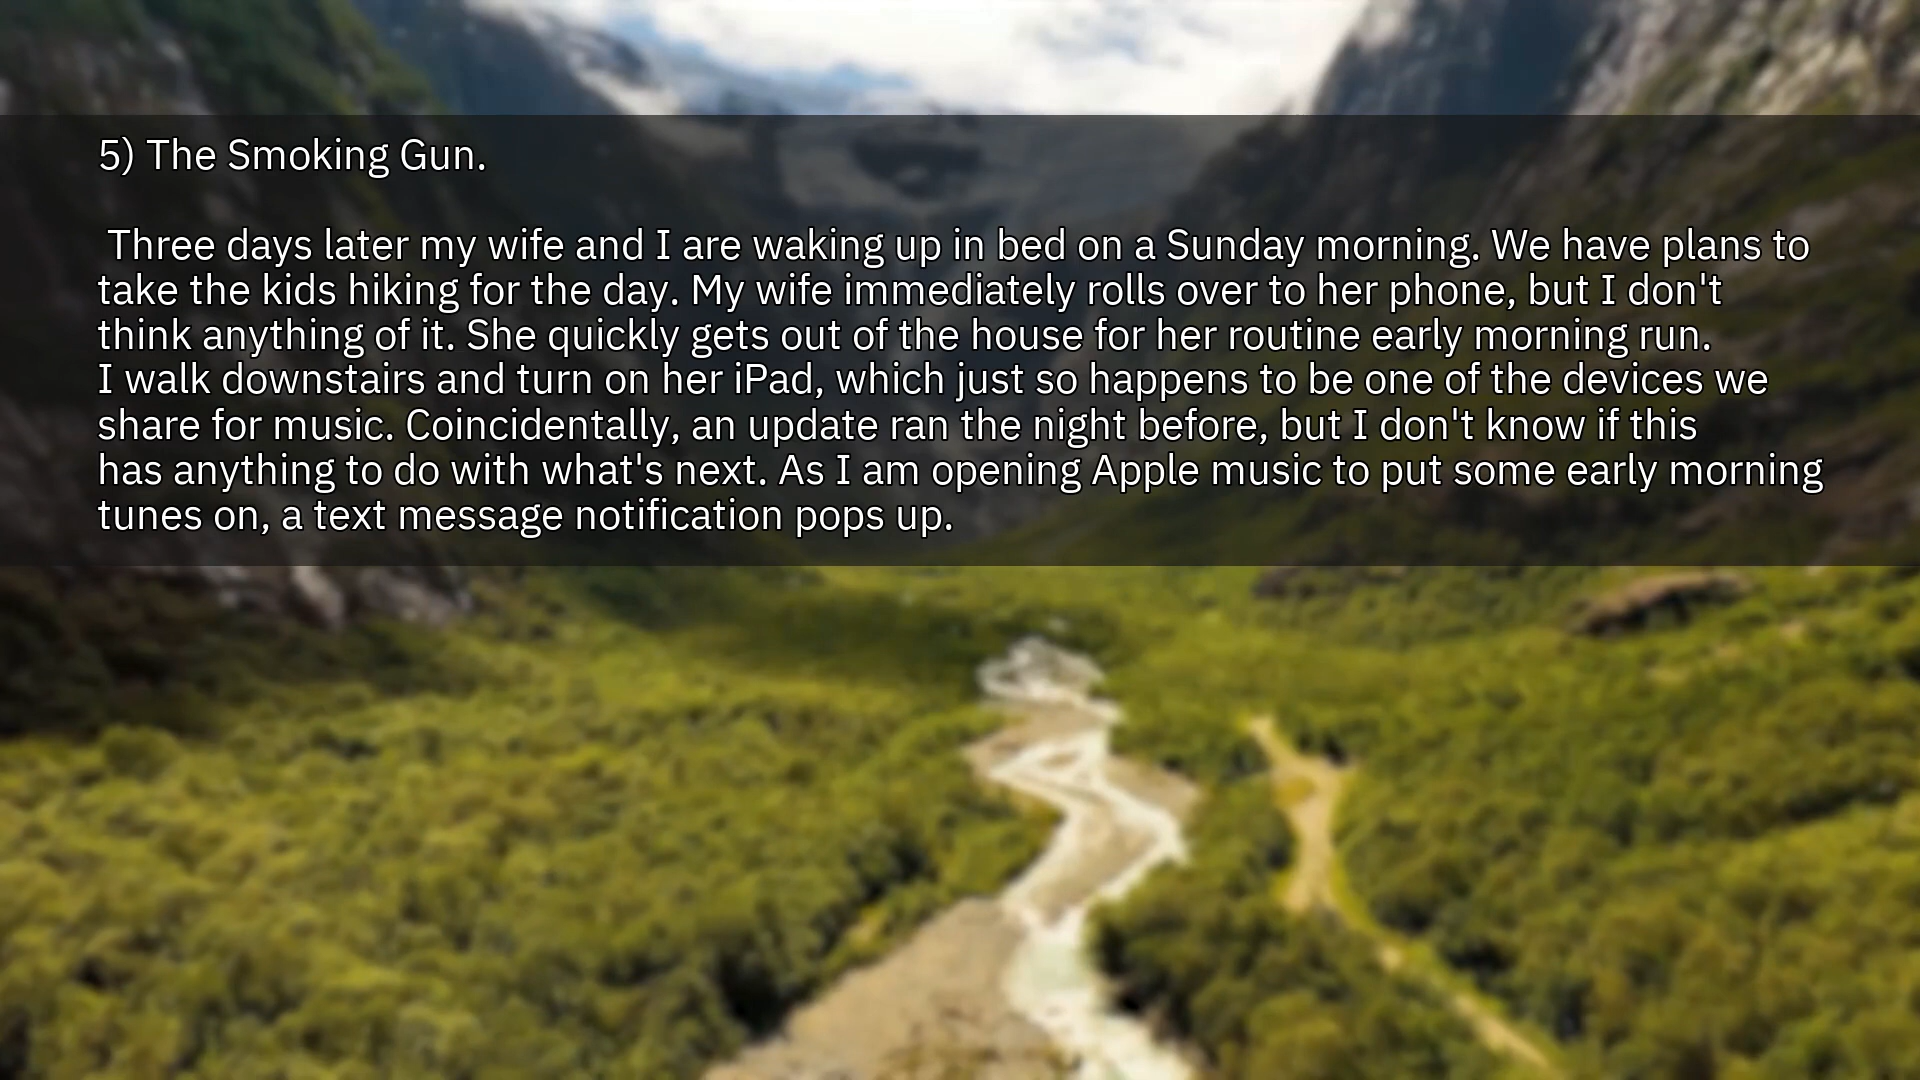 5) The Smoking Gun.
Three days later my wife and I are waking up in bed on a Sunday morning. We have plans to
take the kids hiking for the day. My wife immediately rolls over to her phone, but I don't
think anything of it. She quickly gets out of the house for her routine early morning run.
I walk downstairs and turn on her iPad, which just so happens to be one of the devices we
share for music. Coincidentally, an update ran the night before, but I don't know if this
has anything to do with what's next. As I am opening Apple music to put some early morning
tunes on, a text message notification pops up.